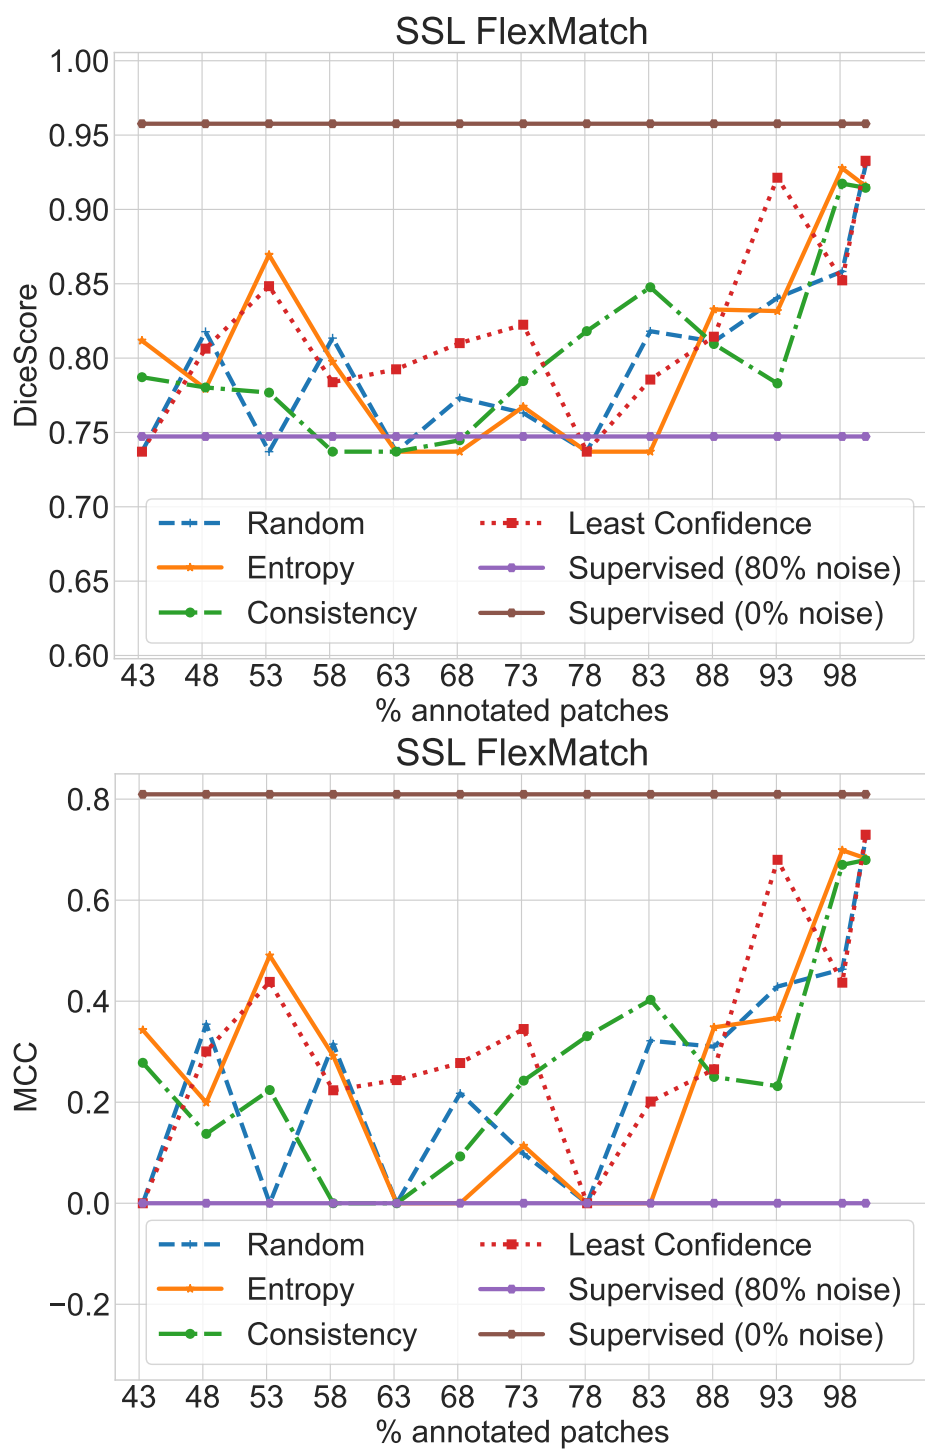 SSL FlexMatch
1.00
0.95
0.90
0.85
0.80
0.75
0.70
0.65
0.60
DiceScore
Random
Entropy
Consistency
Least Confidence
Supervised (80% noise)
Supervised (0% noise)
43 48 53 58 63 68 73 78 83 88 93 98
% annotated patches
SSL FlexMatch
0.8
0.6
0.4
0.2
0.0
−0.2
MCC
Random
Entropy
Consistency
Least Confidence
Supervised (80% noise)
Supervised (0% noise)
43 48 53 58 63 68 73 78 83 88 93 98
% annotated patches